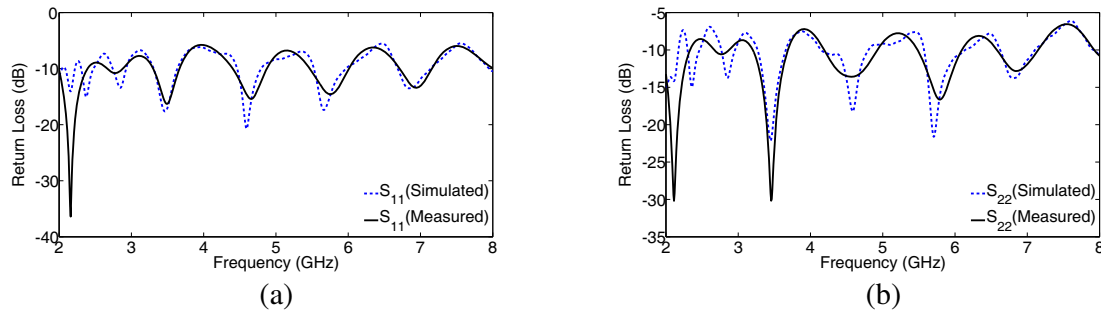 0
-10
-20
-30
-40
Return Loss (dB)
2 3 4 5 6 7 8
Frequency (GHz)
S11(Simulated)
S11(Measured)
(a)
-5
-10
-15
-20
-25
-30
-35
Return Loss (dB)
2 3 4 5 6 7 8
Frequency (GHz)
S22(Simulated)
S22(Measured)
(b)